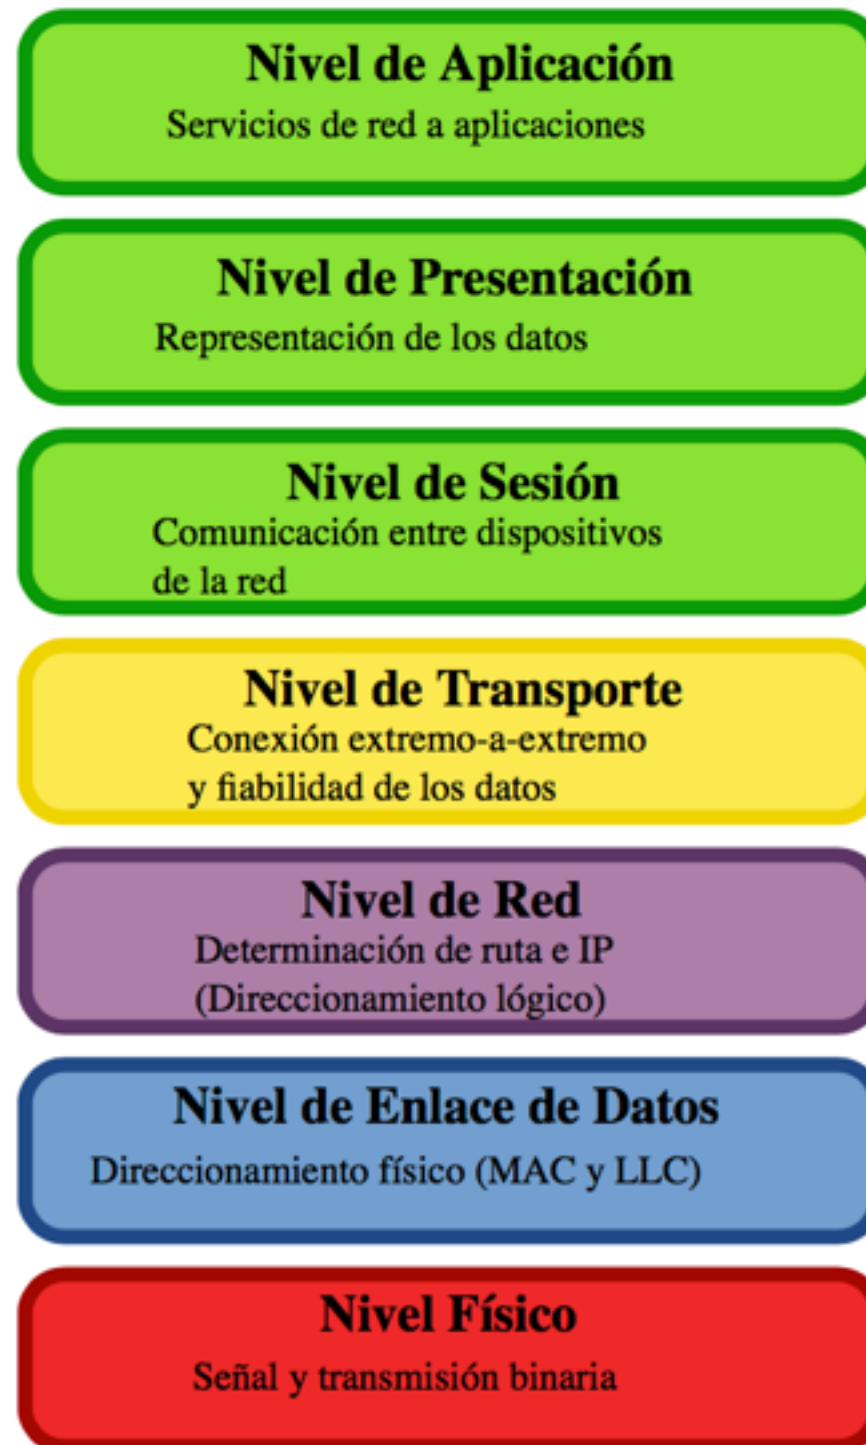 Nivel de Aplicación
Servicios de red a aplicaciones
Nivel de Presentación
Representación de los datos
Nivel de Sesión
Comunicación entre dispositivos
de la red
Nivel de Transporte
Conexión extremo-a-extremo
y fiabilidad de los datos
Nivel de Red
Determinación de ruta e IP
(Direccionamiento lógico)
Nivel de Enlace de Datos
Direccionamiento físico (MAC y LLC)
Nivel Físico
Señal y transmisión binaria